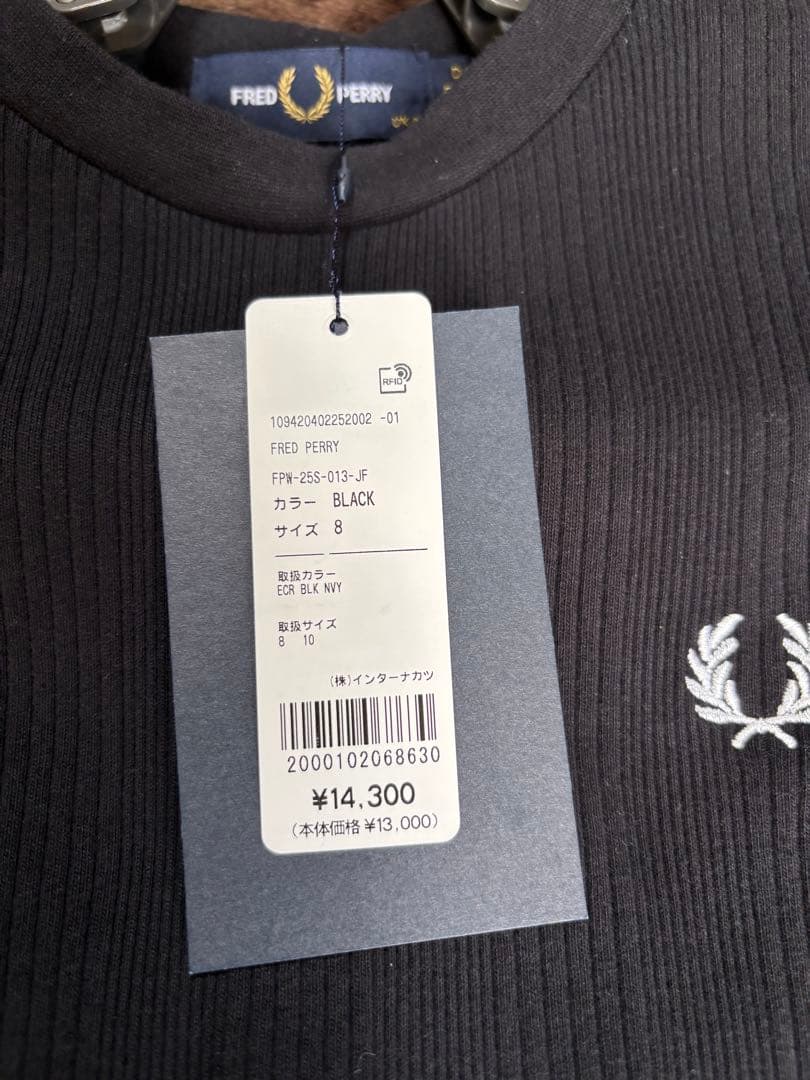 FRED PERRY
RFID
109420402252002 -01
FRED PERRY
FPW-25S-013-JF
カラー BLACK
サイズ 8
取扱カラー
ECR BLK NVY
取扱サイズ
8 10
(株)インターナカツ
2000102068630
¥14,300
(本体価格¥13,000)